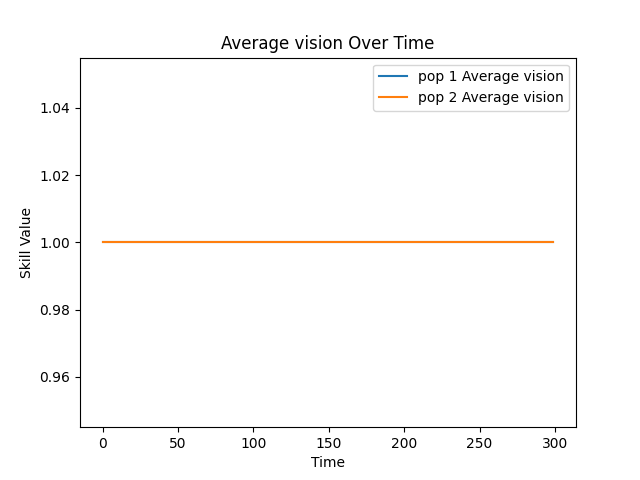 Average vision Over Time
pop 1 Average vision
pop 2 Average vision
1.04
1.02
1.00
0.98
0.96
Skill Value
0 50 100 150 200 250 300
Time